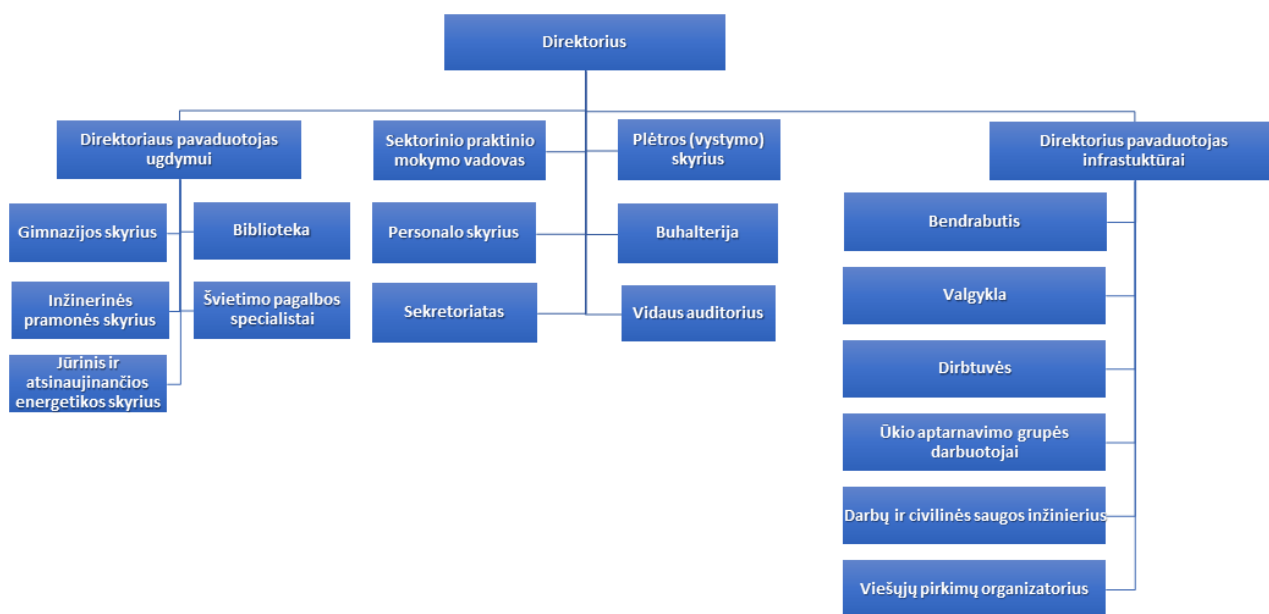 Direktorius
Direktoriaus pavaduotojas
ugdymui
Gimnazijos skyrius
Biblioteka
Inžinerinės
pramonės skyrius
Švietimo pagalbos
specialistai
Jūrinis ir
atsinaujinančios
energetikos skyrius
Sektorinio praktinio
mokymo vadovas
Plėtros (vystymo)
skyrius
Personalo skyrius
Buhalterija
Sekretoriatas
Vidaus auditorius
Direktorius pavaduotojas
infrastuktūrai
Bendrabutis
Valgykla
Dirbtuvės
Ūkio aptarnavimo grupės
darbuotojai
Darbų ir civilinės saugos inžinierius
Viešųjų pirkimų organizatorius